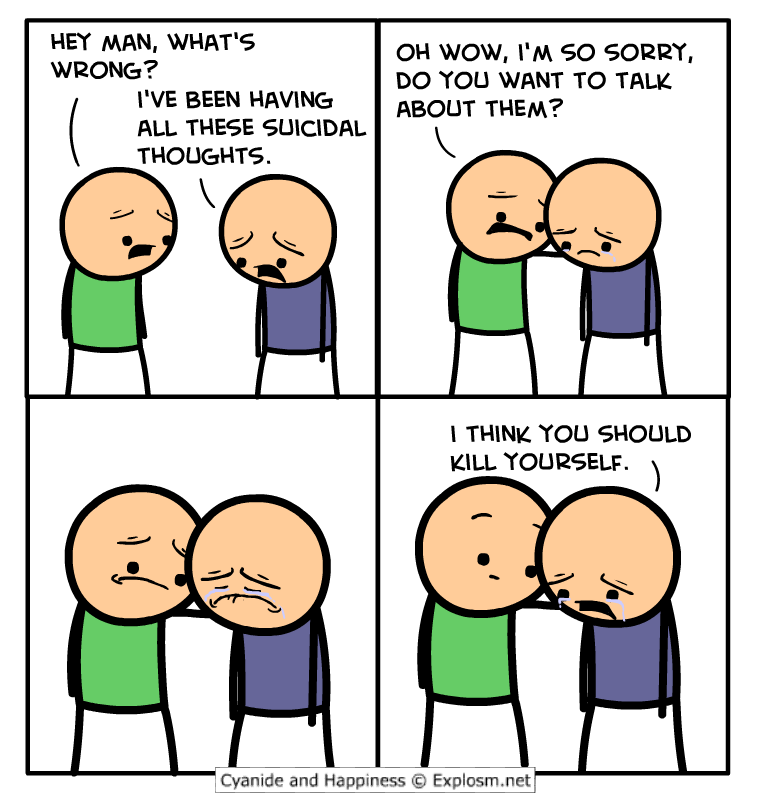 HEY MAN, WHAT'S
WRONG?
I'VE BEEN HAVING
ALL THESE SUICIDAL
THOUGHTS.
OH WOW, I'M SO SORRY,
DO YOU WANT TO TALK
ABOUT THEM?
I THINK YOU SHOULD
KILL YOURSELF.
Cyanide and Happiness © Explosm.net